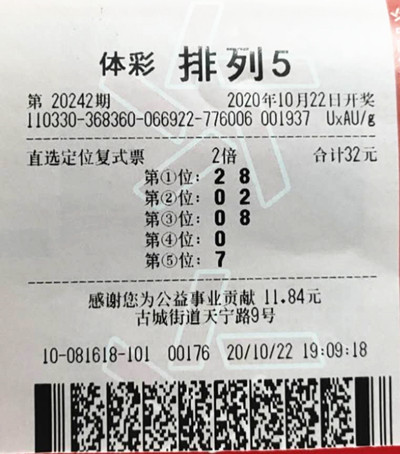 体彩 排列5
第 20242期 2020年10月22日开奖
110330-368360-066922-776006 001937 UxAU/g
直选定位复式票 2倍 合计32元
第①位: 2 8
第②位: 0 2
第③位: 0 8
第④位: 0
第⑤位: 7
感谢您为公益事业贡献 11.84元
古城街道天宁路9号
10-081618-101 00176 20/10/22 19:09:18